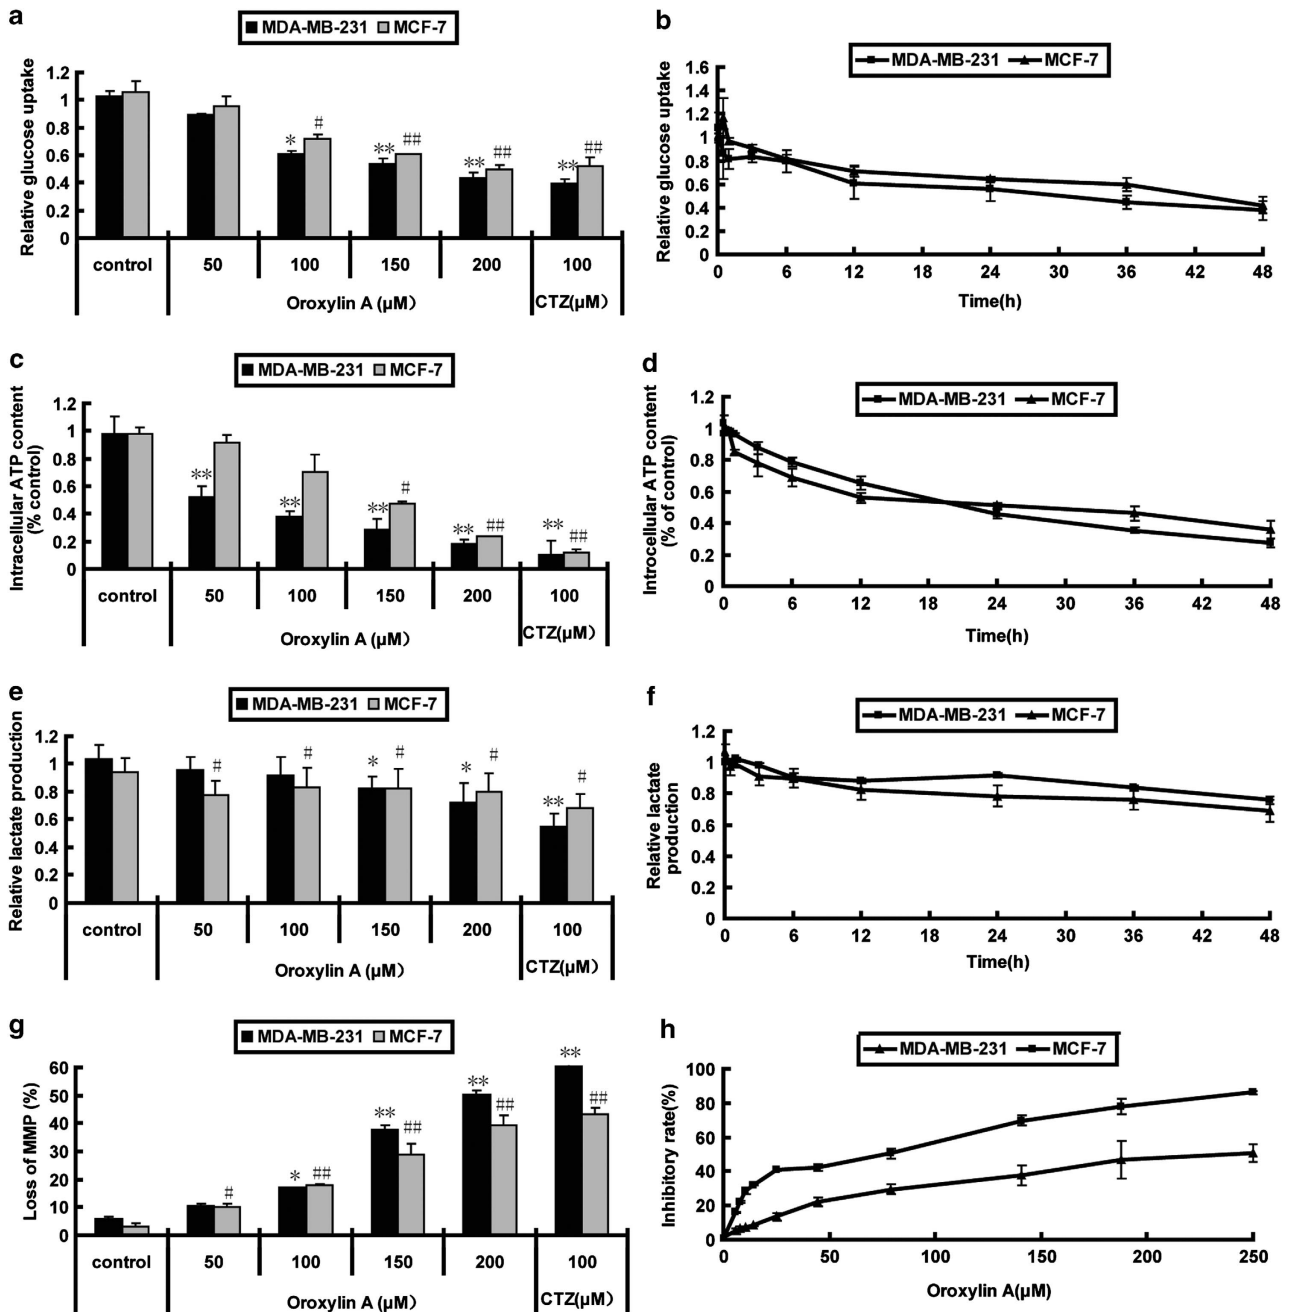 a
MDA-MB-231 MCF-7
Relative glucose uptake
1.2
1
0.8
0.6
0.4
0.2
0
* # ** ## ** ## ** ##
control 50 100 150 200 100
Oroxylin A (µM) CTZ(µM)
b
MDA-MB-231 MCF-7
Relative glucose uptake
1.6
1.4
1.2
1
0.8
0.6
0.4
0.2
0
0 6 12 18 24 30 36 42 48
Time(h)
c
MDA-MB-231 MCF-7
Intracellular ATP content
(% control)
1.2
1
0.8
0.6
0.4
0.2
0
** ** ** # ** ## ** ##
control 50 100 150 200 100
Oroxylin A (µM) CTZ(µM)
d
MDA-MB-231 MCF-7
Introcellular ATP content
(% of control)
1.2
1
0.8
0.6
0.4
0.2
0
0 6 12 18 24 30 36 42 48
Time(h)
e
MDA-MB-231 MCF-7
Relative lactate production
1.2
1
0.8
0.6
0.4
0.2
0
# # * # * # ** #
control 50 100 150 200 100
Oroxylin A (µM) CTZ(µM)
f
MDA-MB-231 MCF-7
Relative lactate
production
1.2
1
0.8
0.6
0.4
0.2
0
0 6 12 18 24 30 36 42 48
Time(h)
g
MDA-MB-231 MCF-7
Loss of MMP (%)
60
50
40
30
20
10
0
# * ## ** ## ** ## ** ##
control 50 100 150 200 100
Oroxylin A (µM) CTZ(µM)
h
MDA-MB-231 MCF-7
Inhibitory rate(%)
100
80
60
40
20
0
0 50 100 150 200 250
Oroxylin A(µM)